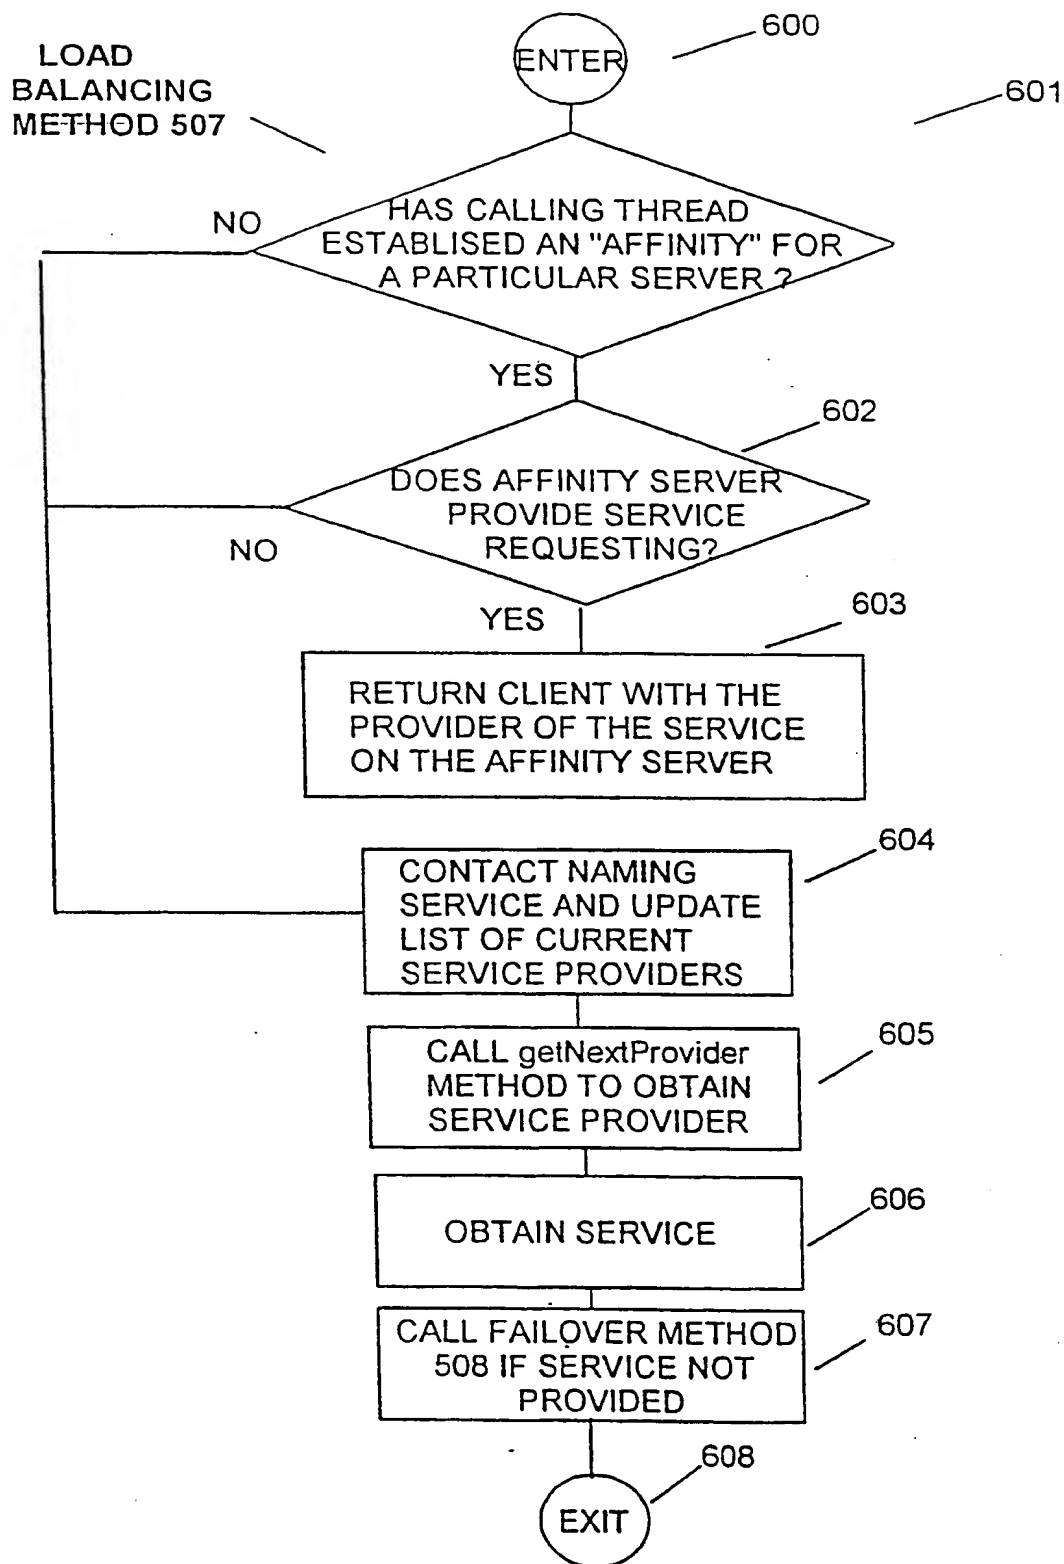 600
ENTER
LOAD
BALANCING
METHOD 507
601
HAS CALLING THREAD
ESTABLISED AN "AFFINITY" FOR
A PARTICULAR SERVER ?
NO
YES
602
DOES AFFINITY SERVER
PROVIDE SERVICE
REQUESTING?
NO
YES
603
RETURN CLIENT WITH THE
PROVIDER OF THE SERVICE
ON THE AFFINITY SERVER
604
CONTACT NAMING
SERVICE AND UPDATE
LIST OF CURRENT
SERVICE PROVIDERS
605
CALL getNextProvider
METHOD TO OBTAIN
SERVICE PROVIDER
606
OBTAIN SERVICE
607
CALL FAILOVER METHOD
508 IF SERVICE NOT
PROVIDED
608
EXIT